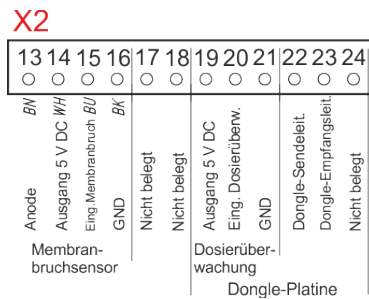 X2
13 14 15 16 17 18 19 20 21 22 23 24
BN WH BU BK
Anode
Ausgang 5 V DC
Eing.Membranbruch
GND
Nicht belegt
Nicht belegt
Ausgang 5 V DC
Eing. Dosierüberw.
GND
Dongle-Sendeleit.
Dongle-Empfangsleit.
Nicht belegt
Membran-
bruchsensor
Dosierüber-
wachung
Dongle-Platine